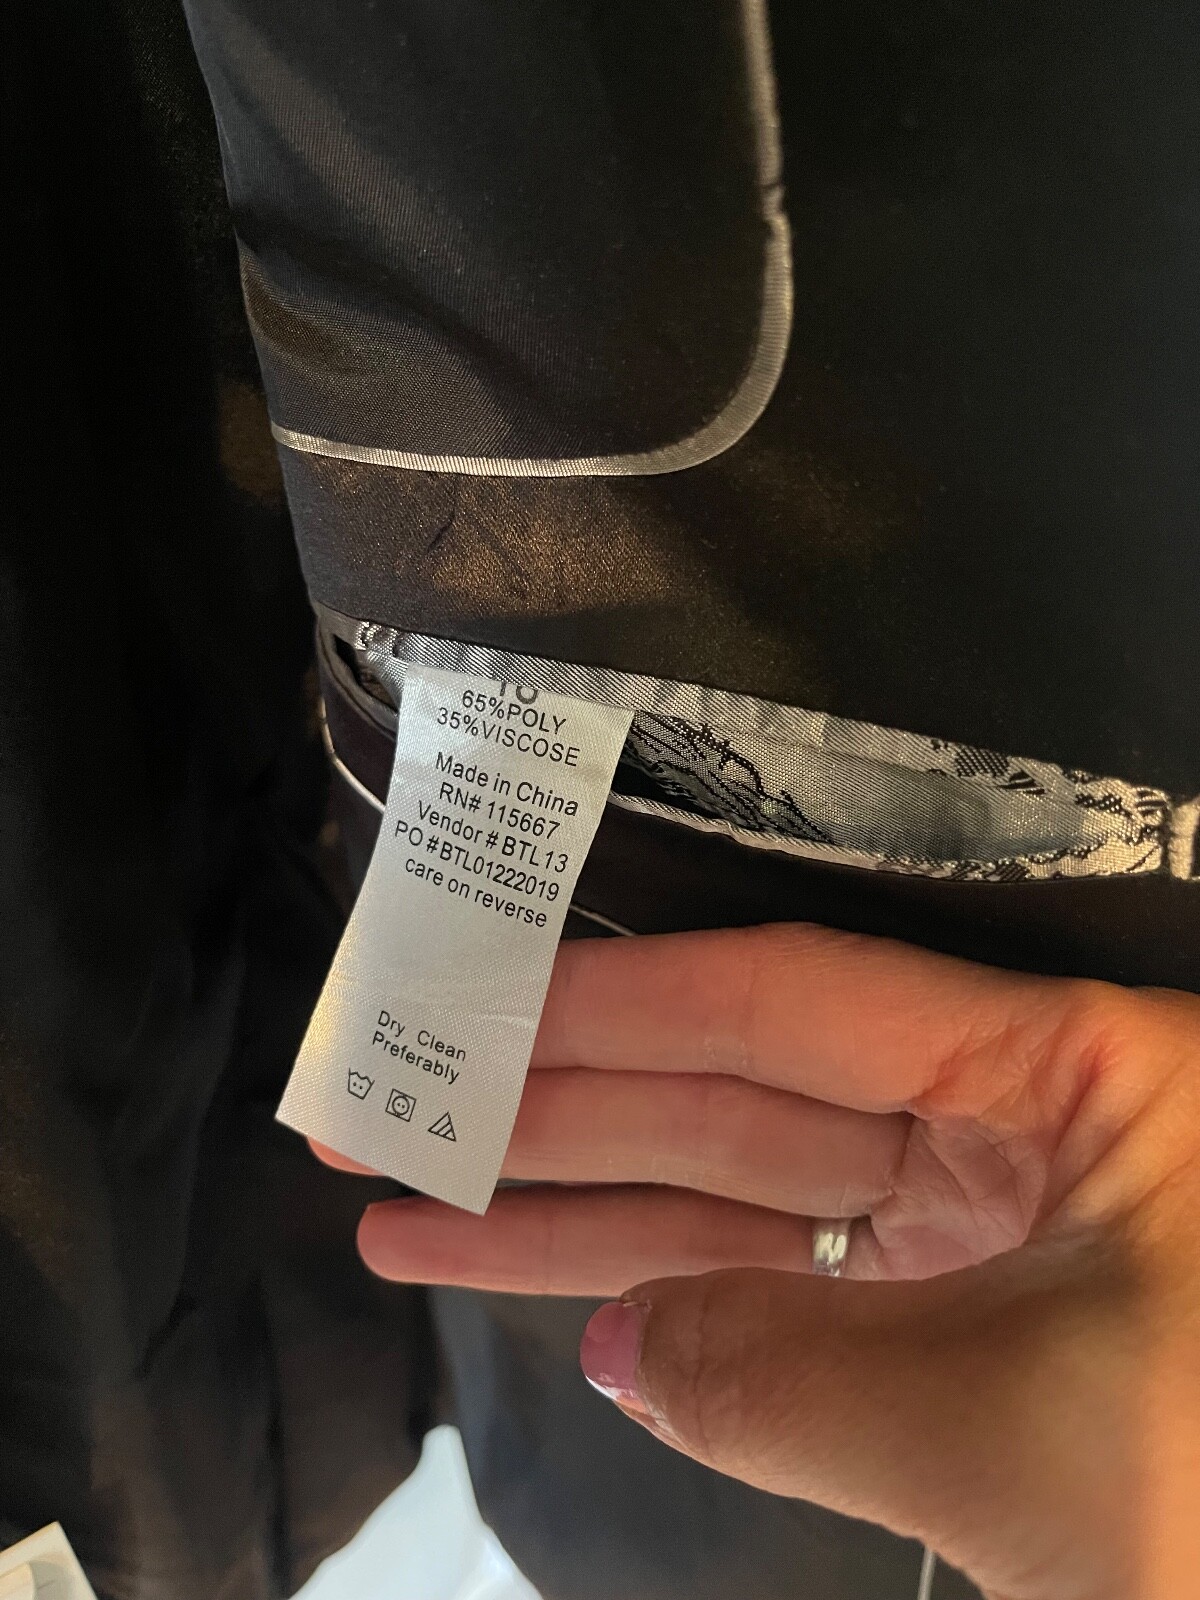 65%POLY
35%VISCOSE
Made in China
RN# 115667
Vendor # BTL13
PO #BTL01222019
care on reverse
Dry Clean
Preferably